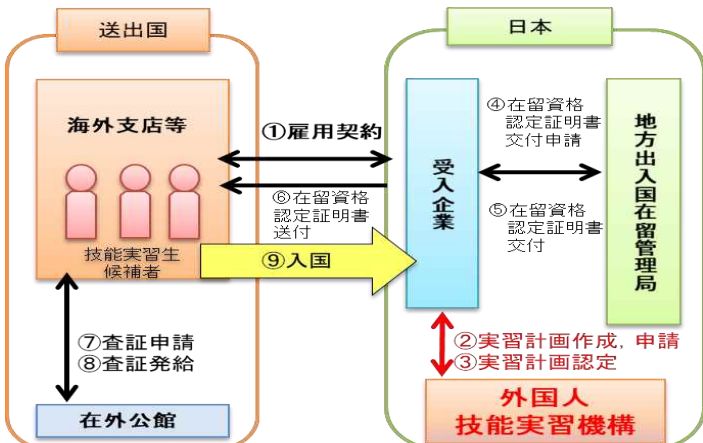 送出国
海外支店等
技能実習生
候補者
①雇用契約
⑥在留資格
認定証明書
送付
⑨入国
⑦査証申請
⑧査証発給
在外公館
日本
受入企業
④在留資格
認定証明書
交付申請
⑤在留資格
認定証明書
交付
地方出入国在留管理局
②実習計画作成，申請
③実習計画認定
外国人
技能実習機構